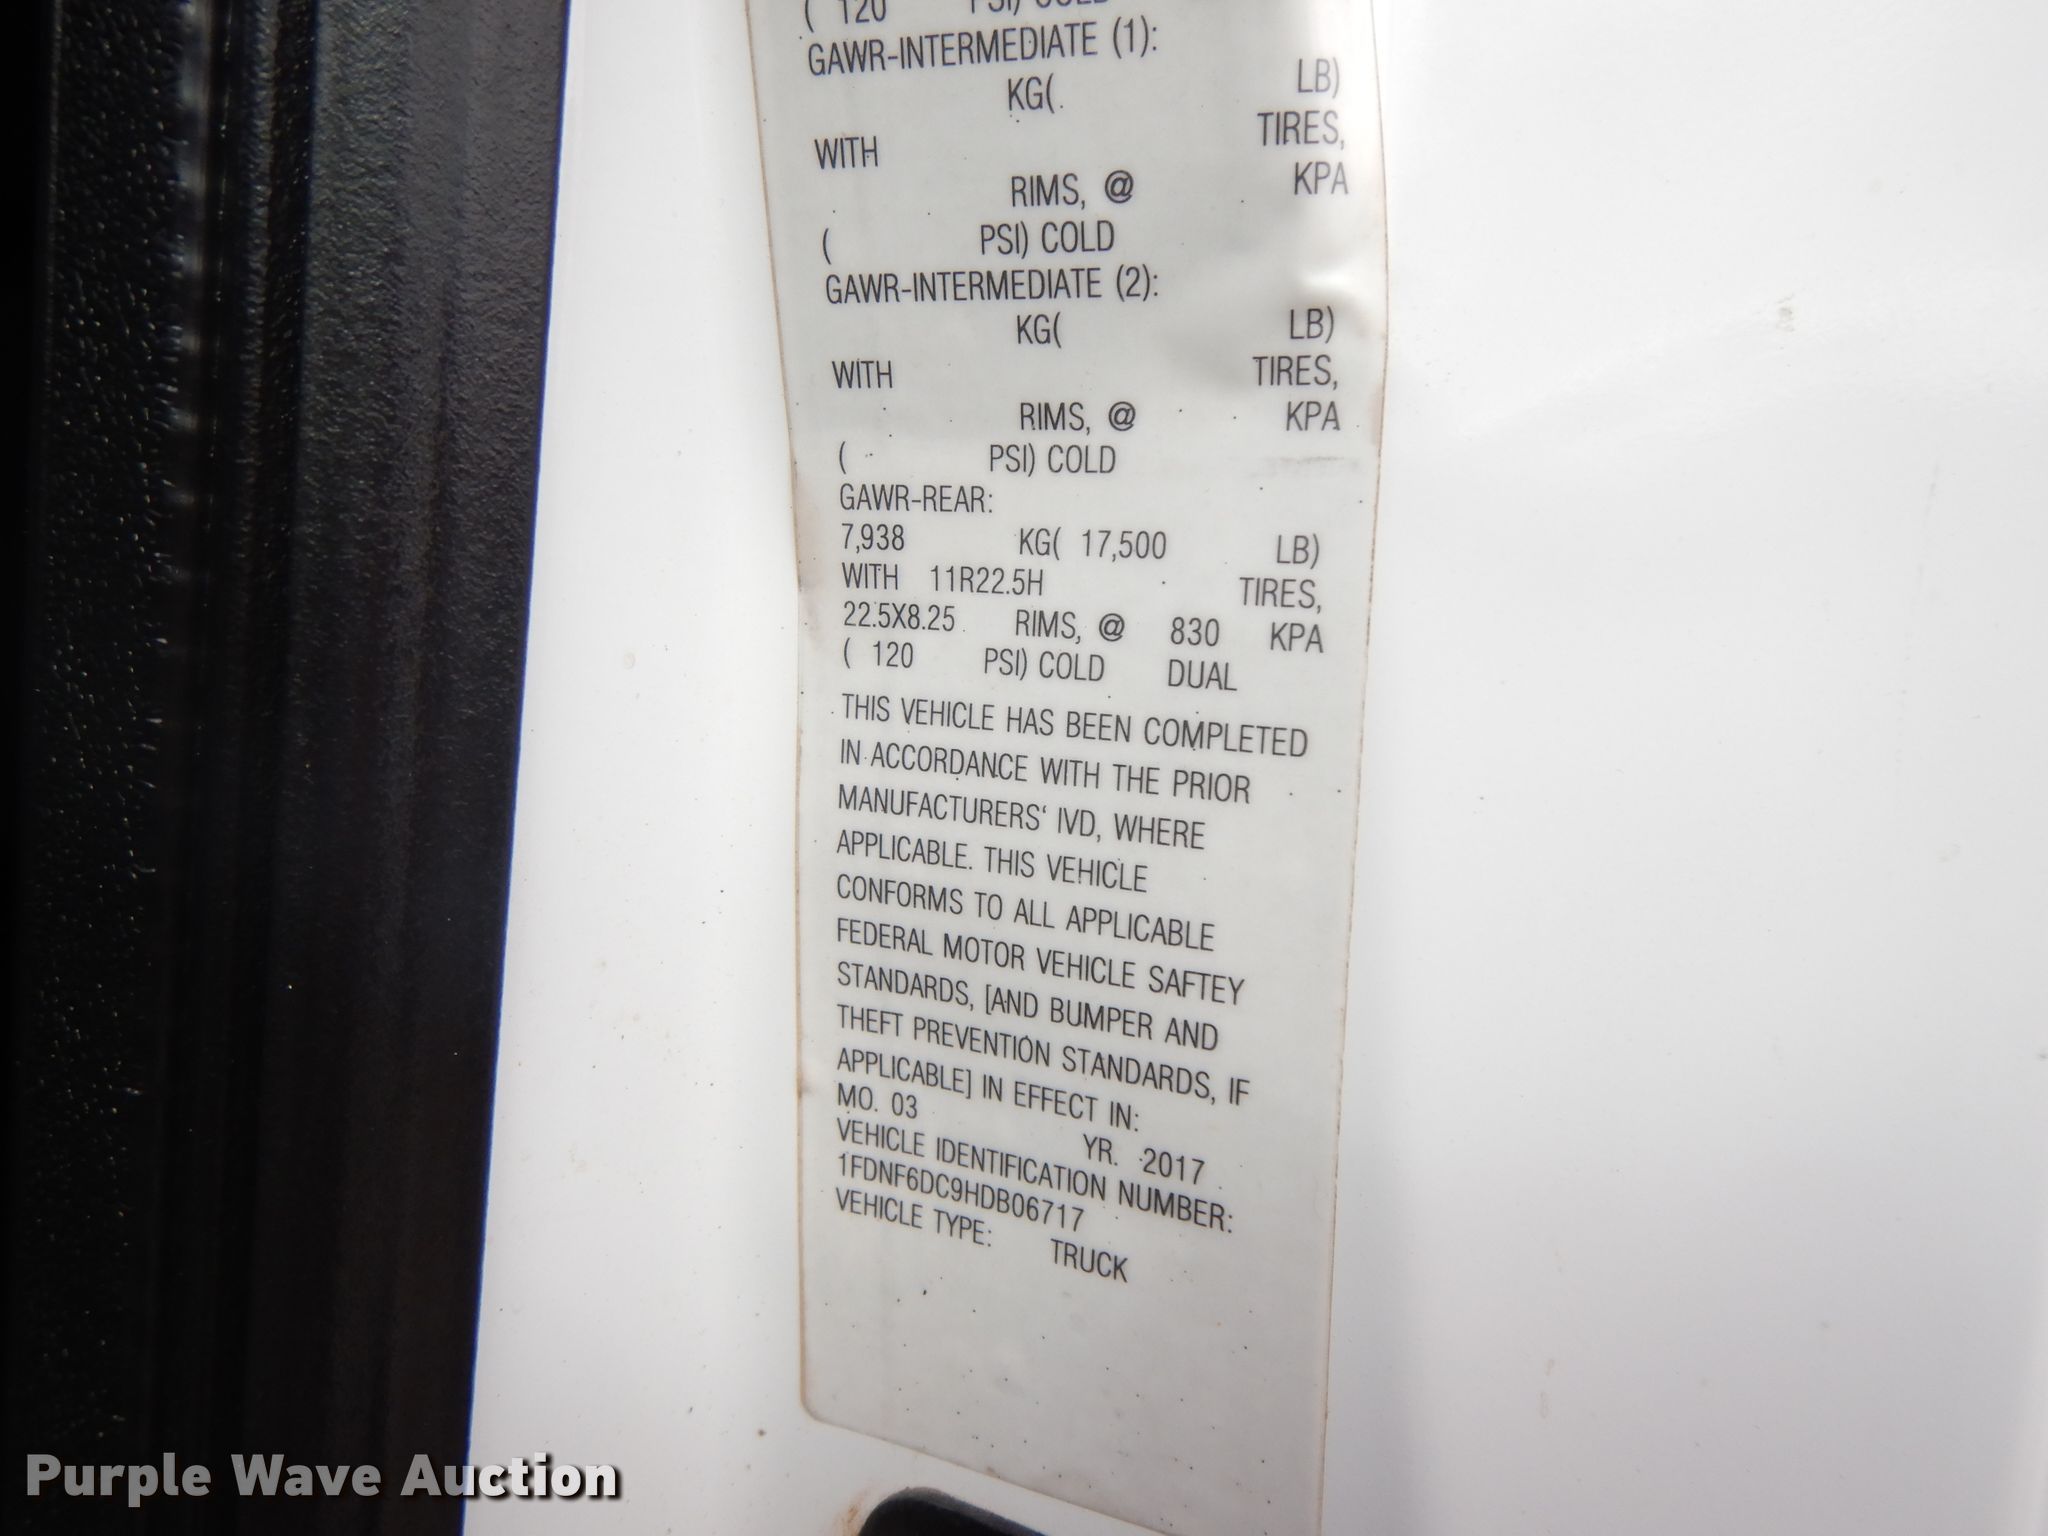 ( 120 PSI) COLD
GAWR-INTERMEDIATE (1):
KG( LB)
WITH TIRES,
RIMS, @ KPA
( PSI) COLD
GAWR-INTERMEDIATE (2):
KG( LB)
WITH TIRES,
RIMS, @ KPA
( PSI) COLD
GAWR-REAR:
7,938 KG( 17,500 LB)
WITH 11R22.5H TIRES,
22.5X8.25 RIMS, @ 830 KPA
( 120 PSI) COLD DUAL
THIS VEHICLE HAS BEEN COMPLETED
IN ACCORDANCE WITH THE PRIOR
MANUFACTURERS' IVD, WHERE
APPLICABLE. THIS VEHICLE
CONFORMS TO ALL APPLICABLE
FEDERAL MOTOR VEHICLE SAFTEY
STANDARDS, [AND BUMPER AND
THEFT PREVENTION STANDARDS, IF
APPLICABLE] IN EFFECT IN:
MO. 03 YR. 2017
VEHICLE IDENTIFICATION NUMBER:
1FDNF6DC9HDB06717
VEHICLE TYPE: TRUCK
Purple Wave Auction